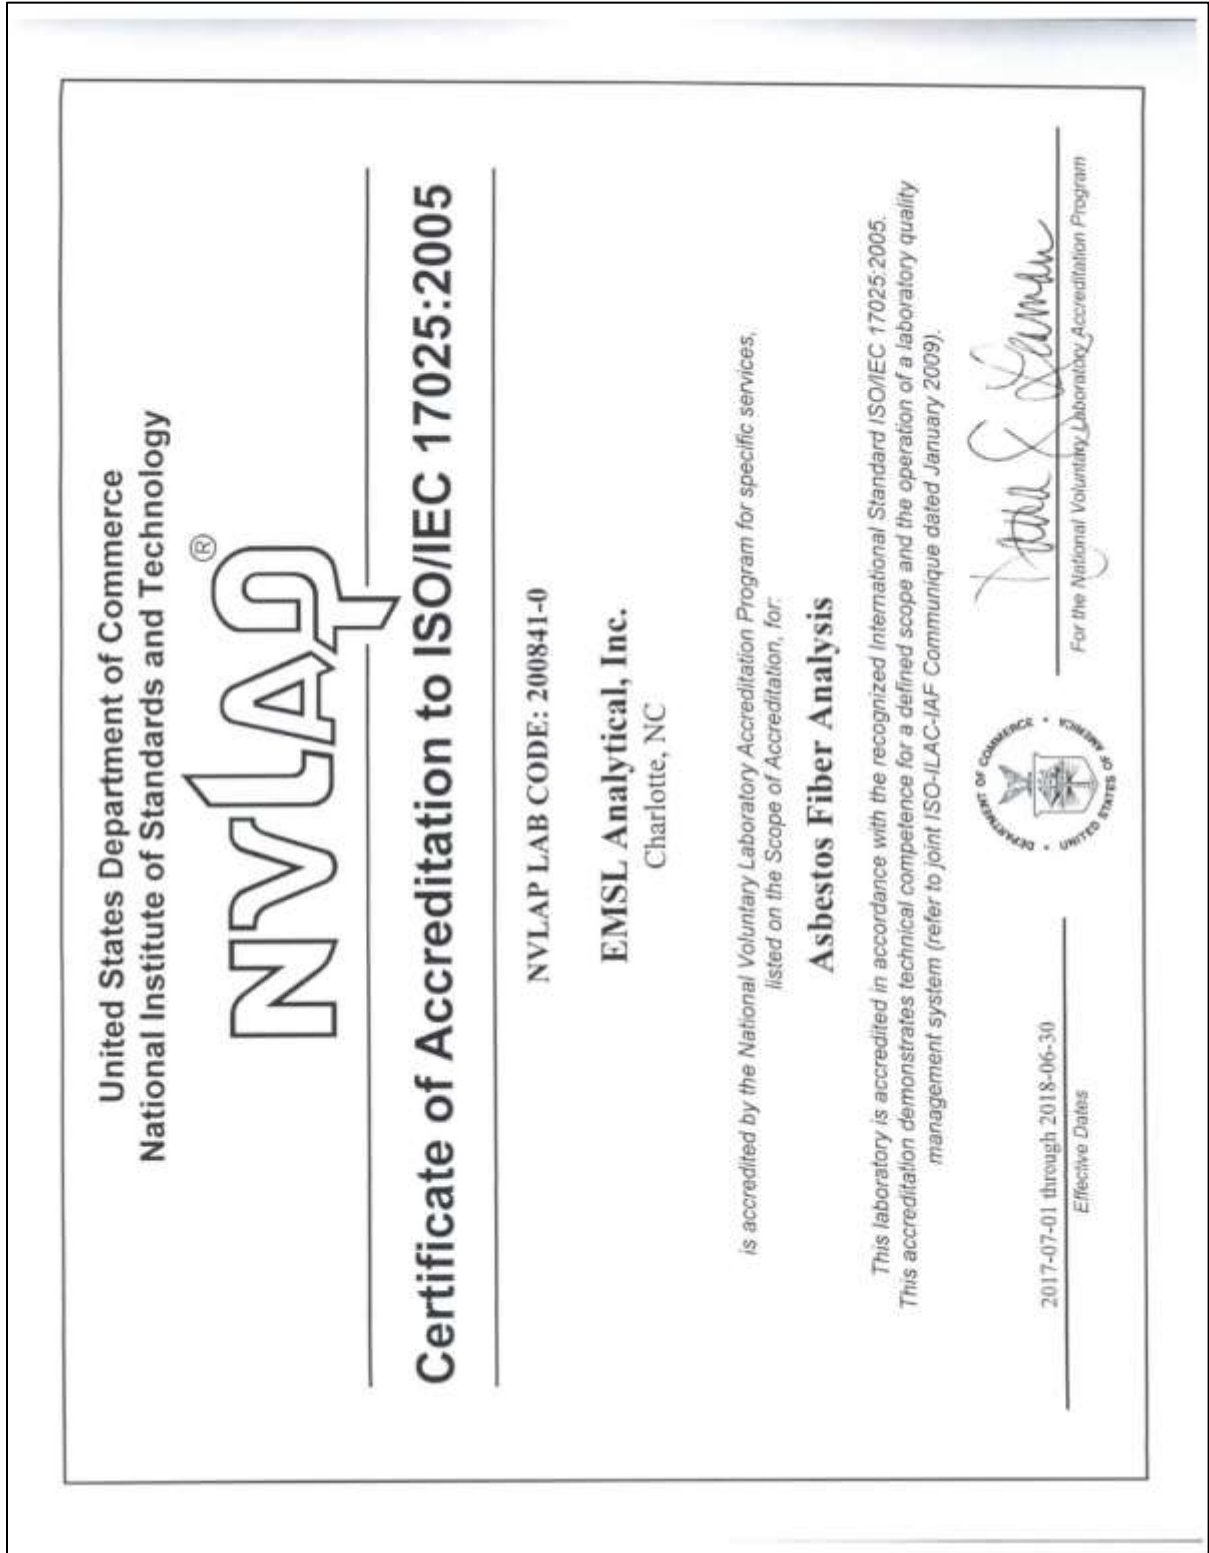 United States Department of Commerce
National Institute of Standards and Technology
NVLAP®
Certificate of Accreditation to ISO/IEC 17025:2005
NVLAP LAB CODE: 200841-0
EMSL Analytical, Inc.
Charlotte, NC
is accredited by the National Voluntary Laboratory Accreditation Program for specific services,
listed on the Scope of Accreditation, for:
Asbestos Fiber Analysis
This laboratory is accredited in accordance with the recognized International Standard ISO/IEC 17025:2005.
This accreditation demonstrates technical competence for a defined scope and the operation of a laboratory quality
management system (refer to joint ISO-ILAC-IAF Communique dated January 2009).
2017-07-01 through 2018-06-30
Effective Dates
DEPARTMENT OF COMMERCE
UNITED STATES OF AMERICA
For the National Voluntary Laboratory Accreditation Program